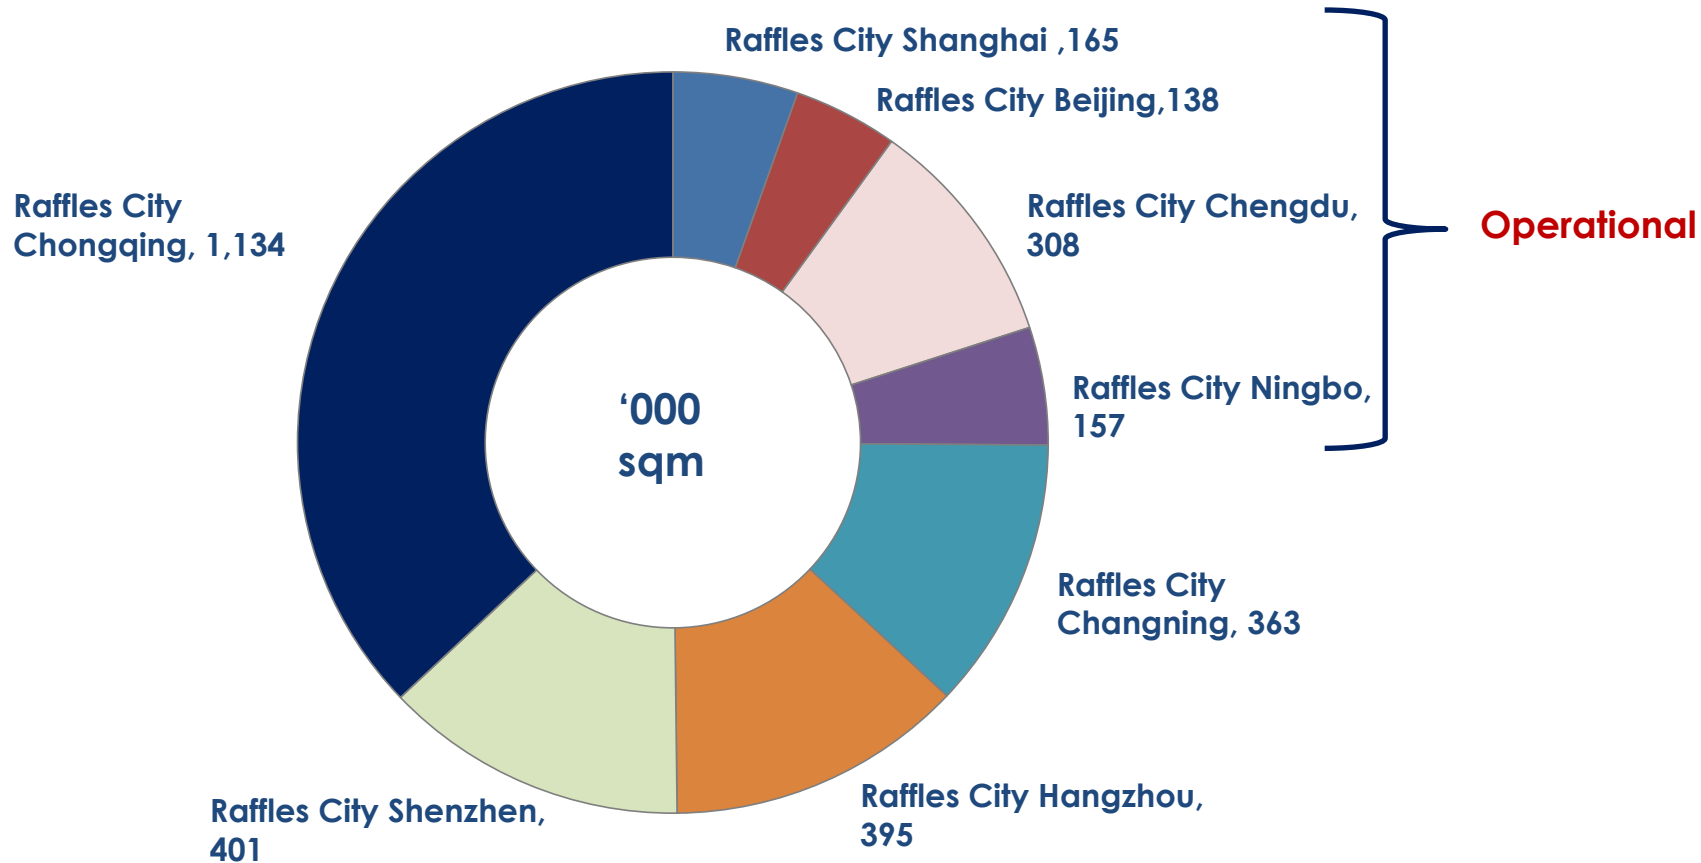 Raffles City Shanghai ,165
Raffles City Beijing,138
Raffles City Chengdu,
308
Operational
Raffles City Ningbo,
157
Raffles City
Changning, 363
Raffles City Hangzhou,
395
Raffles City Shenzhen,
401
Raffles City
Chongqing, 1,134
‘000
sqm